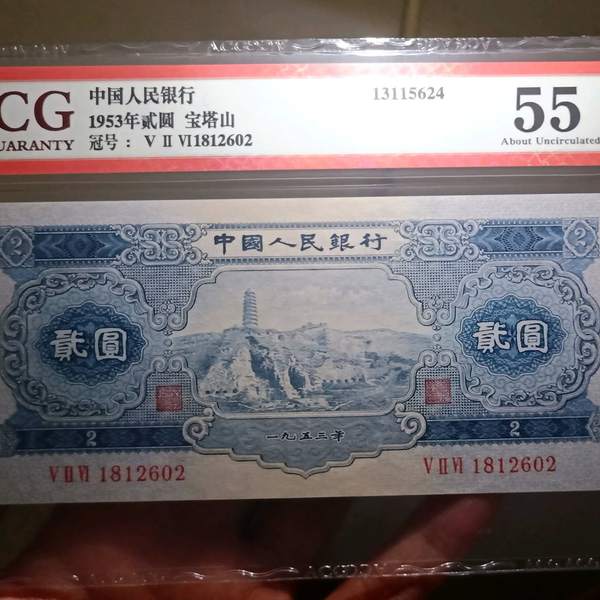 CG
UARANTY
中国人民银行
1953年贰圆 宝塔山
冠号: V II VI1812602
13115624
55
About Uncirculated
2
中國人民銀行
2
貳圓
貳圓
2
一九五三年
2
V II VI 1812602
V II VI 1812602